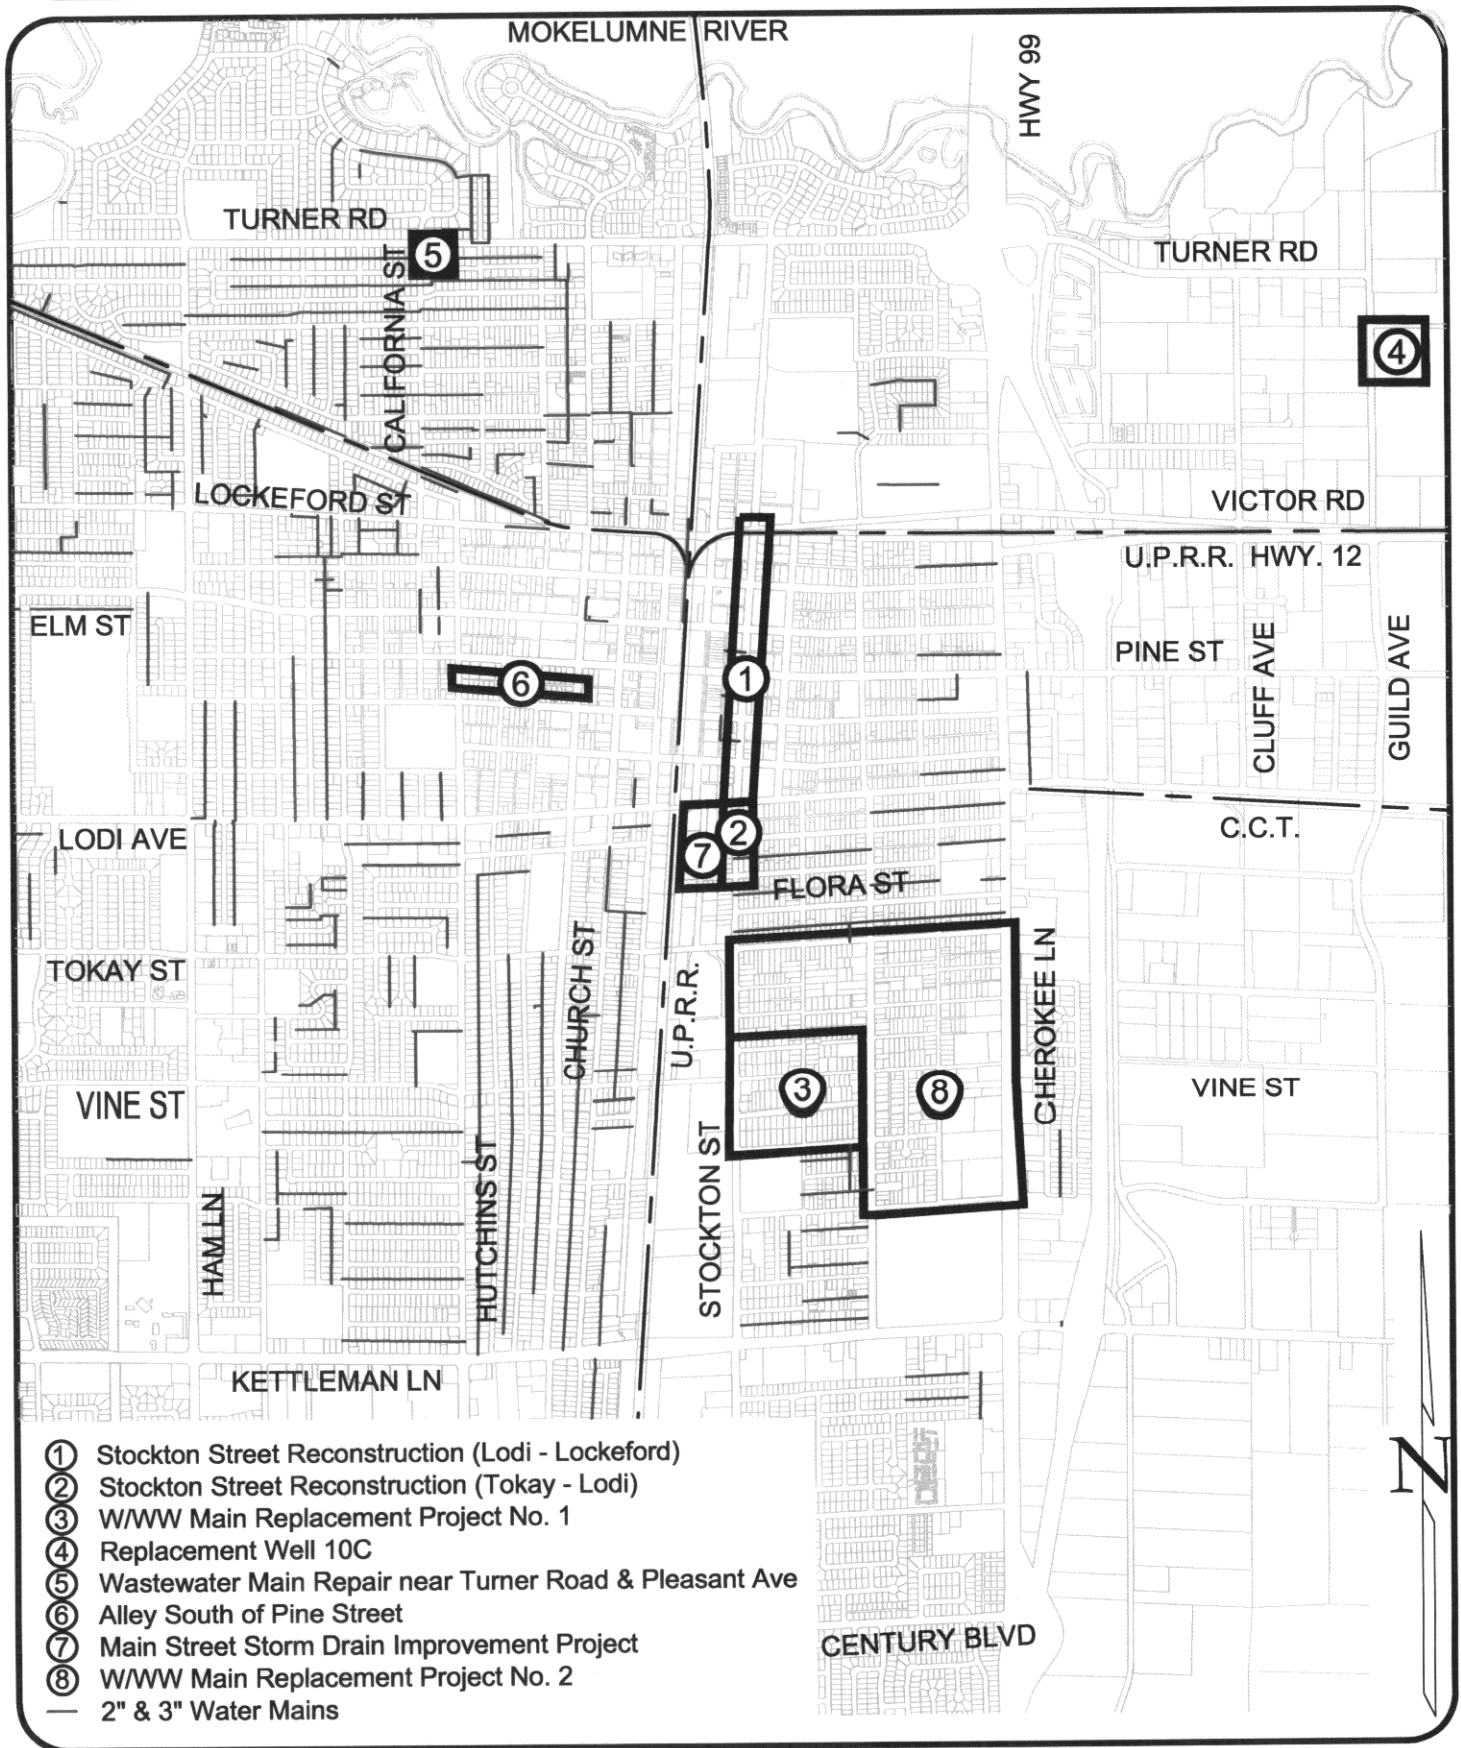 MOKELUMNE RIVER
HWY 99
TURNER RD
TURNER RD
CALIFORNIA ST
5
4
LOCKEFORD ST
VICTOR RD
U.P.R.R. HWY. 12
ELM ST
PINE ST
CLUFF AVE
GUILD AVE
6
1
LODI AVE
2
7
C.C.T.
FLORA ST
TOKAY ST
CHURCH ST
U.P.R.R.
CHEROKEE LN
VINE ST
3
8
VINE ST
HAM LN
HUTCHINS ST
STOCKTON ST
KETTLEMAN LN
1 Stockton Street Reconstruction (Lodi - Lockeford)
2 Stockton Street Reconstruction (Tokay - Lodi)
3 W/WW Main Replacement Project No. 1
4 Replacement Well 10C
5 Wastewater Main Repair near Turner Road & Pleasant Ave
6 Alley South of Pine Street
7 Main Street Storm Drain Improvement Project
8 W/WW Main Replacement Project No. 2
2" & 3" Water Mains
CENTURY BLVD
N